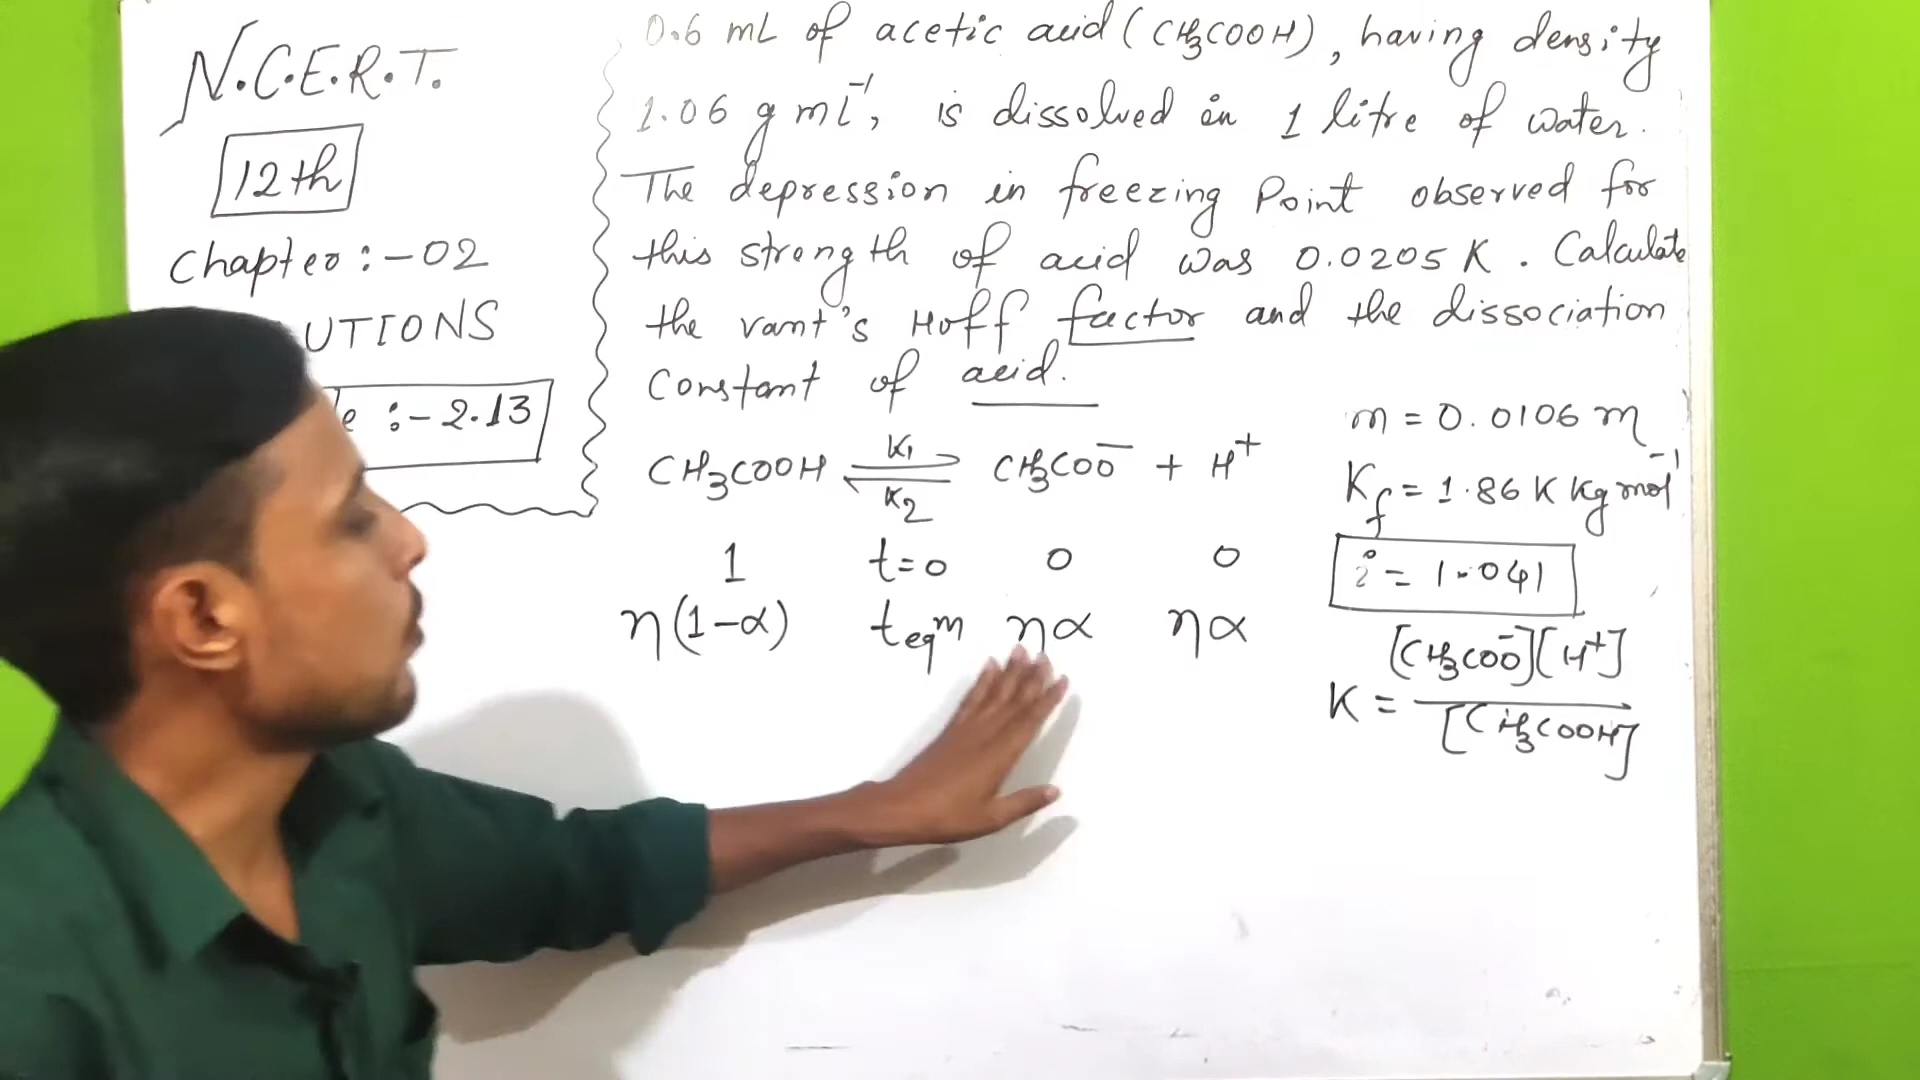 N.C.E.R.T.
12th
Chapter :- 02
UTIONS
e :- 2.13
0.6 mL of acetic acid (CH₃COOH), having density
1.06 g ml⁻¹, is dissolved in 1 litre of water.
The depression in freezing Point observed for
this strength of acid was 0.0205 K. Calculate
the vant's Hoff factor and the dissociation
Constant of acid.
CH₃COOH ⇌ CH₃COO⁻ + H⁺
K₁
K₂
1 t=0 0 0
η(1-α) t eqᵐ ηα ηα
m = 0.0106 m
K_f = 1.86 K Kg mol⁻¹
i = 1.041
K = [CH₃COO⁻][H⁺] / [CH₃COOH]